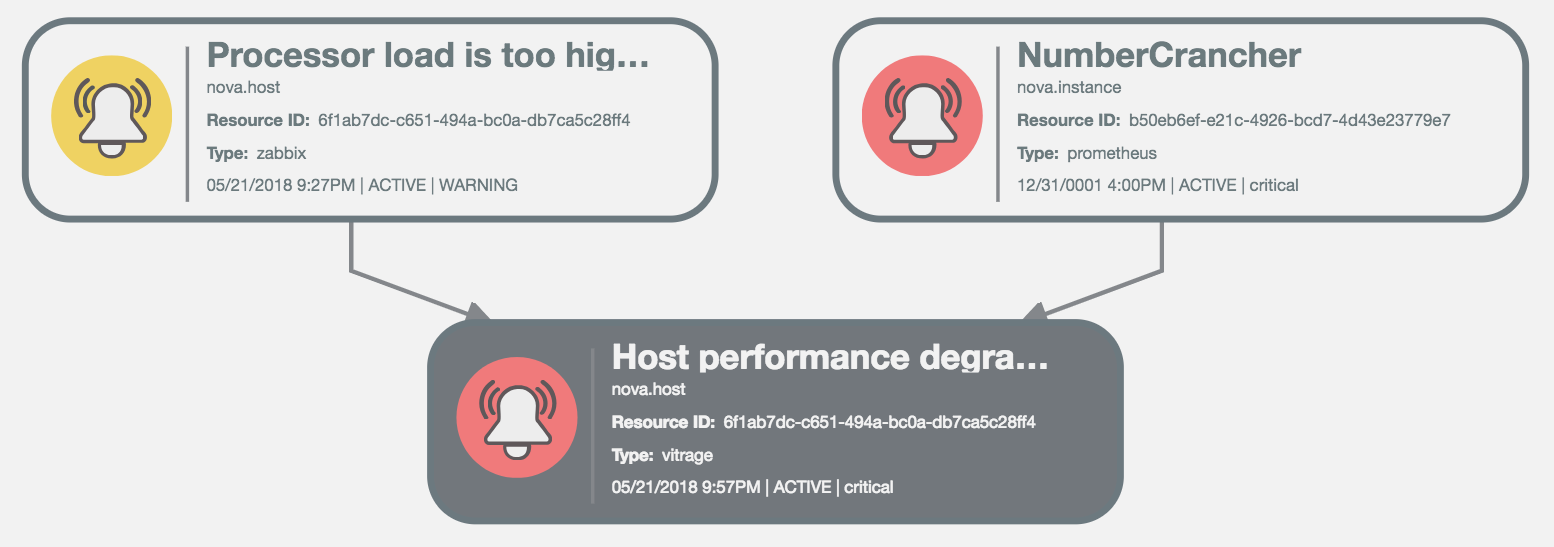 Processor load is too hig...
nova.host
Resource ID: 6f1ab7dc-c651-494a-bc0a-db7ca5c28ff4
Type: zabbix
05/21/2018 9:27PM | ACTIVE | WARNING
NumberCrancher
nova.instance
Resource ID: b50eb6ef-e21c-4926-bcd7-4d43e23779e7
Type: prometheus
12/31/0001 4:00PM | ACTIVE | critical
Host performance degra...
nova.host
Resource ID: 6f1ab7dc-c651-494a-bc0a-db7ca5c28ff4
Type: vitrage
05/21/2018 9:57PM | ACTIVE | critical